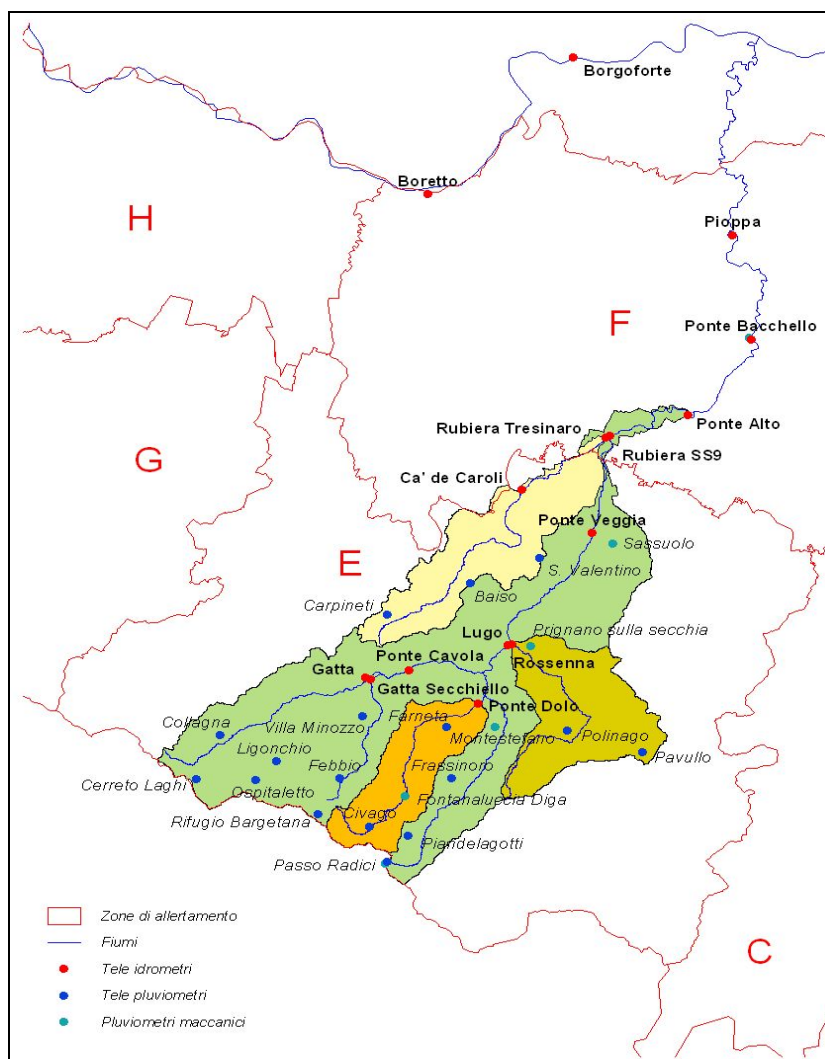 Borgoforte
Boretto
H
Pioppa
F
Ponte Bacchello
Rubiera Tresinaro
Ponte Alto
G
Rubiera SS9
Ca' de Caroli
Ponte Veggia
Sassuolo
E
S. Valentino
Baiso
Carpineti
Lugo
Prignano sulla secchia
Ponte Cavola
Rossenna
Gatta
Gatta Secchiello
Ponte Dolo
Collagna
Villa Minozzo
Farneta
Montestefano
Polinago
Ligonchio
Pavullo
Febbio
Frassinoro
Cerreto Laghi
Ospitaletto
Fontanaluccia Diga
Rifugio Bargetana
Civago
Piandelagotti
Passo Radici
Zone di allertamento
Fiumi
C
Tele idrometri
Tele pluviometri
Pluviometri maccanici